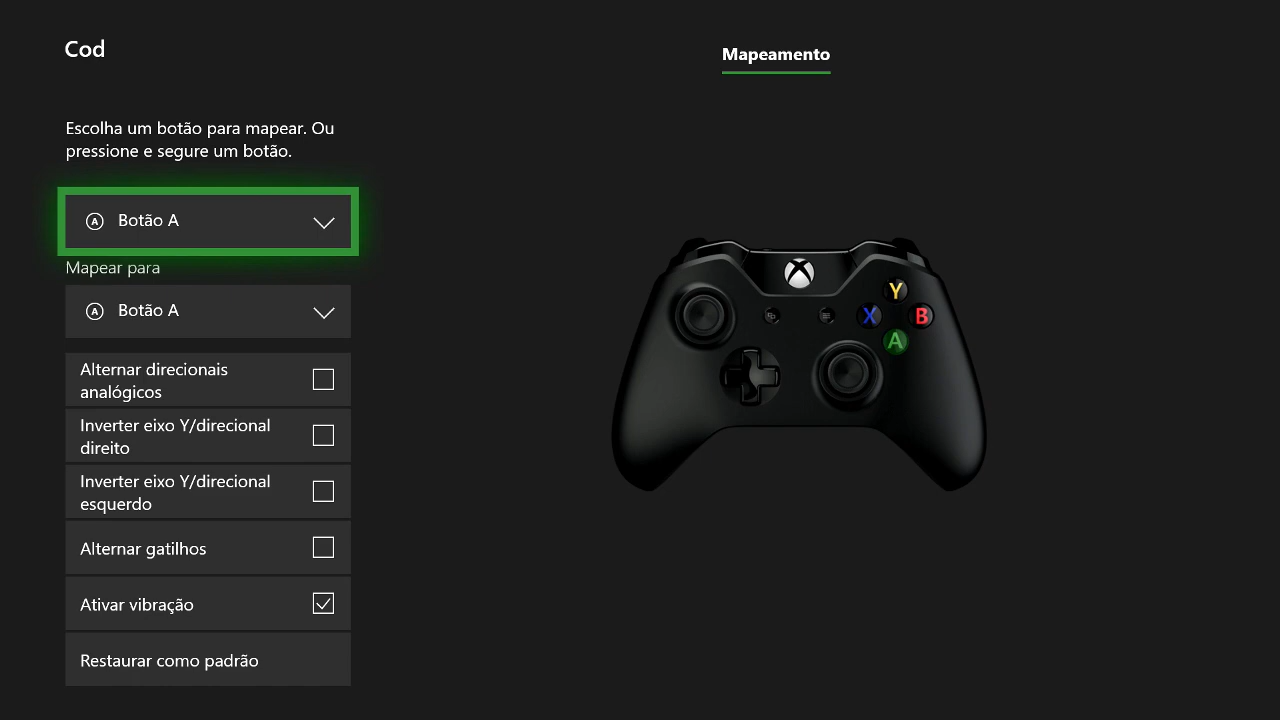 Cod
Mapeamento
Escolha um botão para mapear. Ou
pressione e segure um botão.
A Botão A
Mapear para
A Botão A
Alternar direcionais
analógicos
Inverter eixo Y/direcional
direito
Inverter eixo Y/direcional
esquerdo
Alternar gatilhos
Ativar vibração
Restaurar como padrão
Y
X
B
A